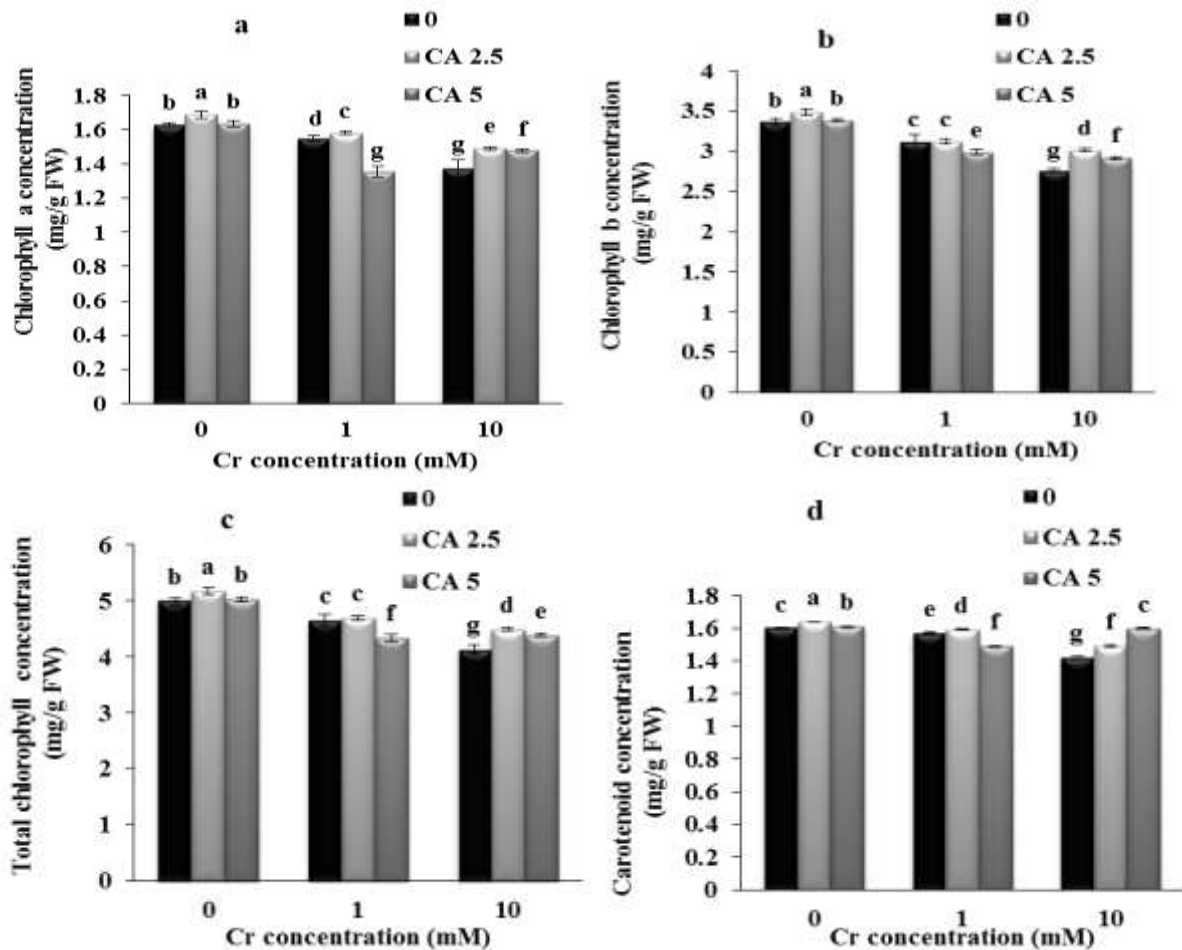 a
0
CA 2.5
CA 5
Chlorophyll a concentration
(mg/g FW)
1.8
1.6
1.4
1.2
1
0.8
0.6
0.4
0.2
0
b a b
d c g
g e f
0 1 10
Cr concentration (mM)
b
0
CA 2.5
CA 5
Chlorophyll b concentration
(mg/g FW)
4
3.5
3
2.5
2
1.5
1
0.5
0
b a b
c c e
g d f
0 1 10
Cr concentration (mM)
c
0
CA 2.5
CA 5
Total chlorophyll concentration
(mg/g FW)
6
5
4
3
2
1
0
b a b
c c f
g d e
0 1 10
Cr concentration (mM)
d
0
CA 2.5
CA 5
Carotenoid concentration
(mg/g FW)
1.8
1.6
1.4
1.2
1
0.8
0.6
0.4
0.2
0
c a b
e d f
g f c
0 1 10
Cr concentration (mM)